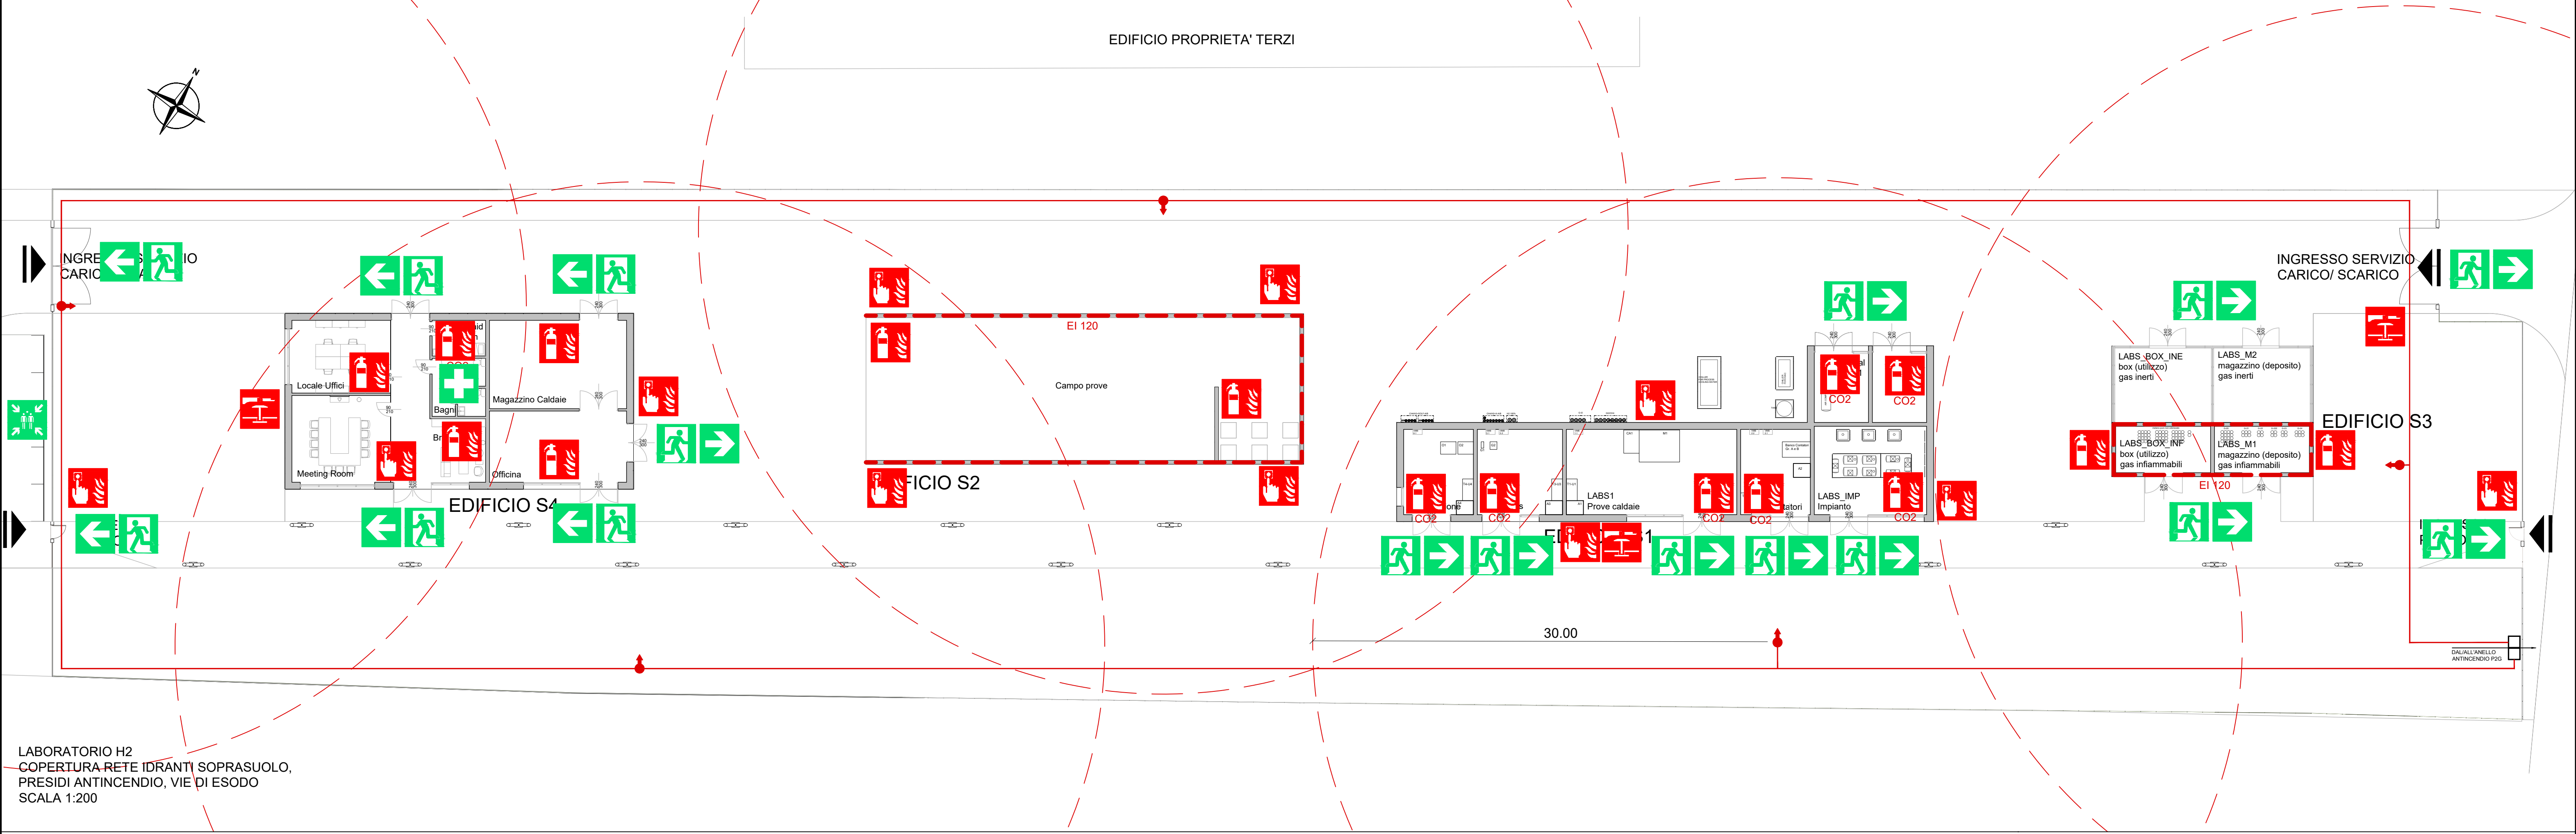 EDIFICIO PROPRIETA' TERZI
N
CARICO/ SCARICO
INGRESSO SERVIZIO
EI 120
Campo prove
FICIO S2
Locale Uffici
Meeting Room
Bagni
Magazzino Caldaie
Officina
EDIFICIO S4
LABS1
Prove caldaie
LABS_IMP
Impianto
CO2
CO2
CO2
CO2
CO2
CO2
CO2
LABS_BOX_INE
box (utilizzo)
gas inerti
LABS_M2
magazzino (deposito)
gas inerti
LABS_BOX_INF
box (utilizzo)
gas infiammabili
LABS_M1
magazzino (deposito)
gas infiammabili
EI 120
EDIFICIO S3
30.00
DAL/ALL'ANELLO
ANTINCENDIO P2G
LABORATORIO H2
COPERTURA RETE IDRANTI SOPRASUOLO,
PRESIDI ANTINCENDIO, VIE DI ESODO
SCALA 1:200